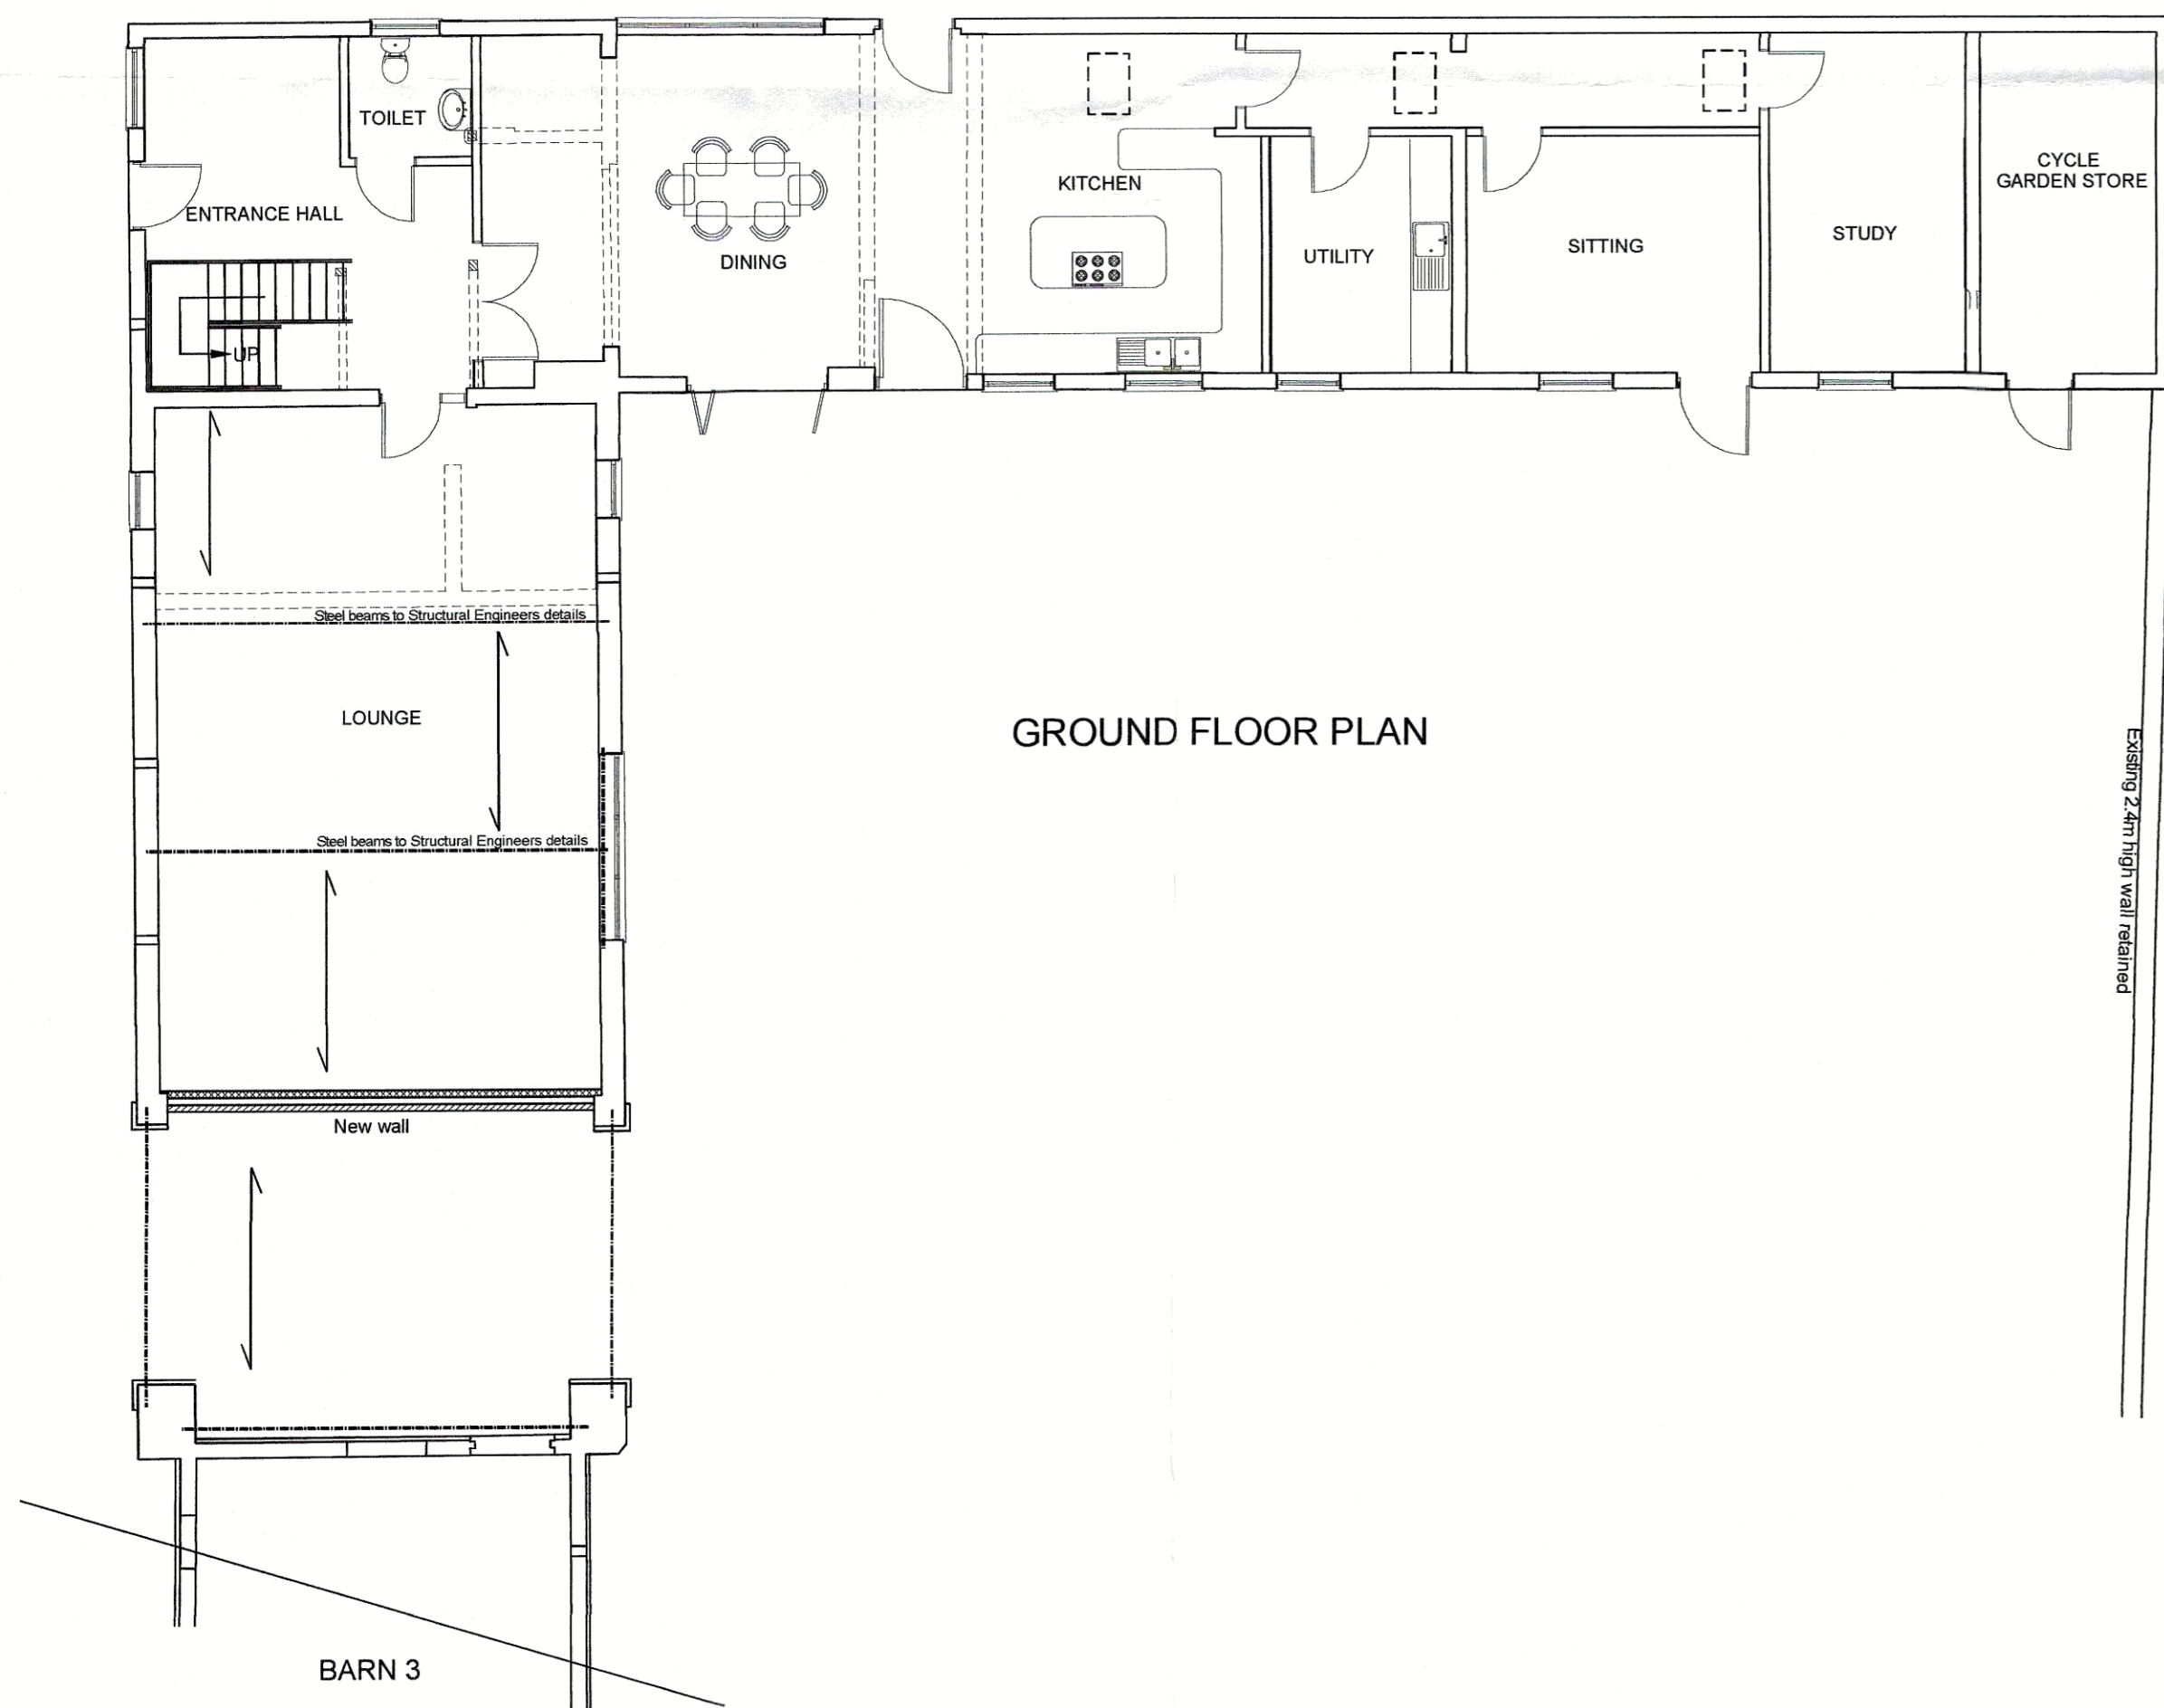 TOILET
CYCLE
GARDEN STORE
KITCHEN
ENTRANCE HALL
STUDY
SITTING
UTILITY
DINING
UP
Steel beams to Structural Engineers details
LOUNGE
GROUND FLOOR PLAN
Existing 2.4m high wall retained
Steel beams to Structural Engineers details
New wall
BARN 3